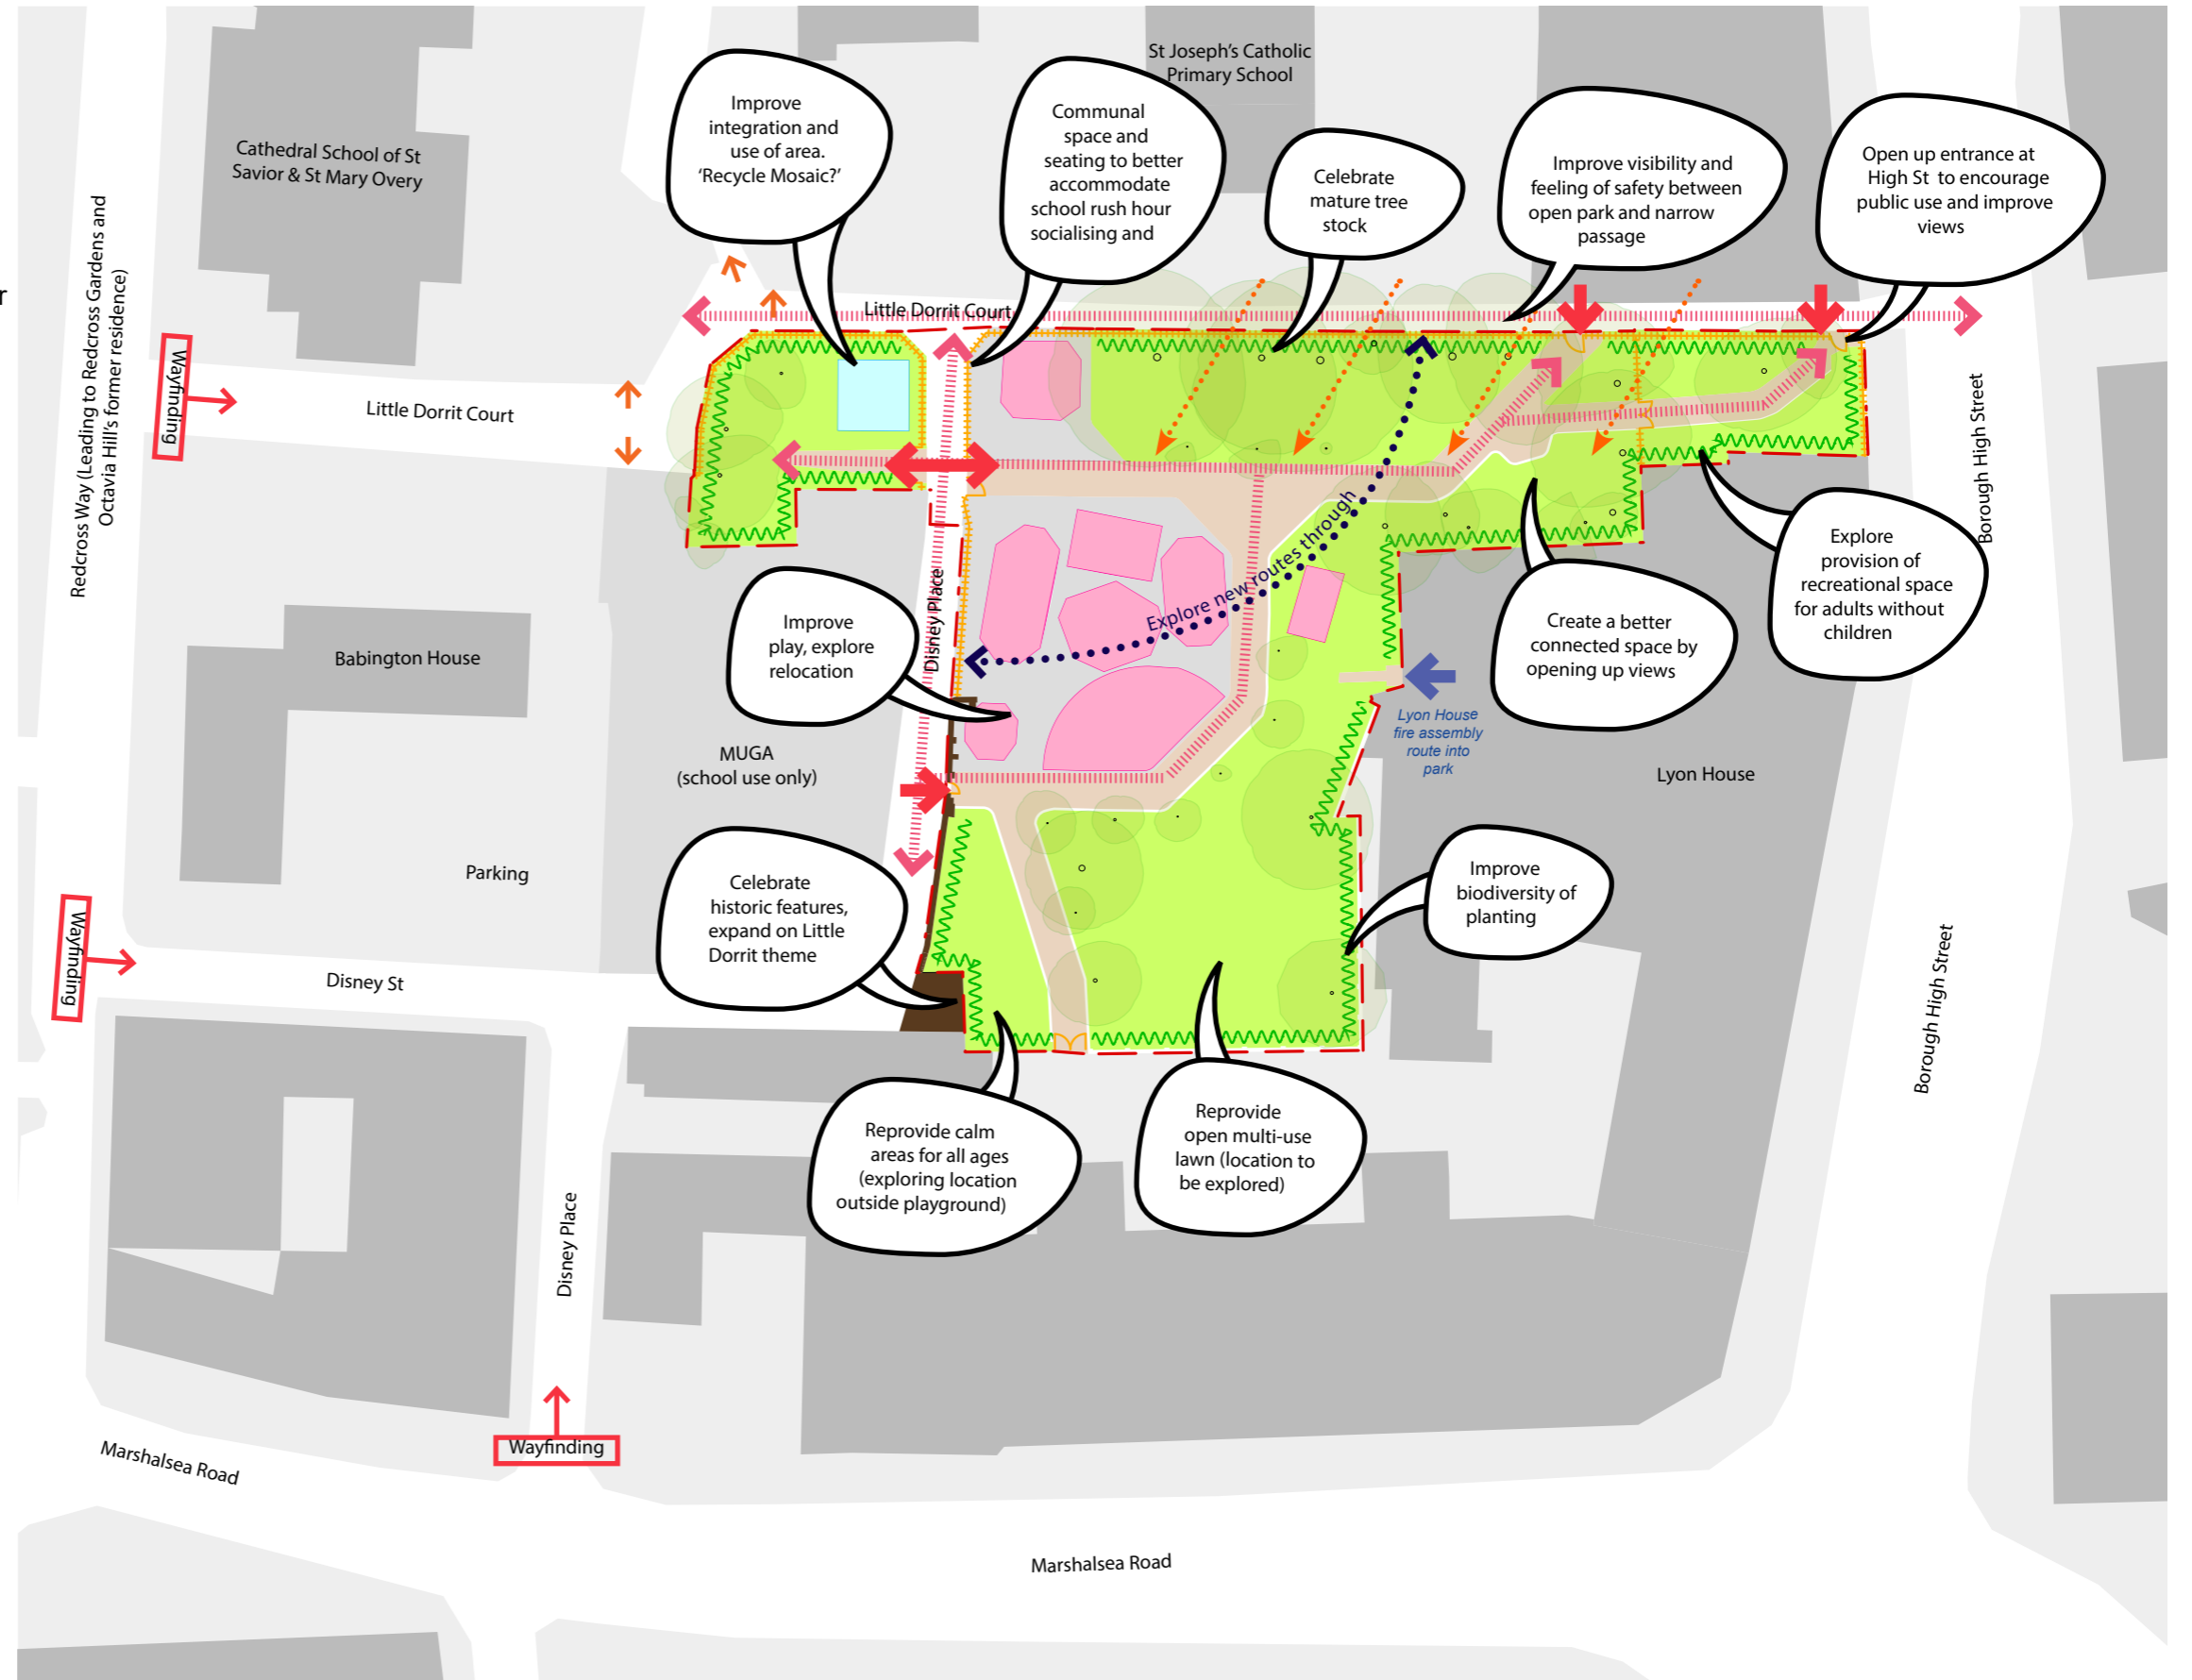 St Joseph's Catholic
Primary School
Cathedral School of St
Savior & St Mary Overy
Improve
integration and
use of area.
'Recycle Mosaic?'
Communal
space and
seating to better
accommodate
school rush hour
socialising and
Celebrate
mature tree
stock
Improve visibility and
feeling of safety between
open park and narrow
passage
Open up entrance at
High St to encourage
public use and improve
views
r
Redcross Way (Leading to Redcross Gardens and
Octavia Hill's former residence)
Little Dorrit Court
Wayfinding
Little Dorrit Court
Borough High Street
Explore new routes through
Disney Place
Explore
provision of
recreational space
for adults without
children
Improve
play, explore
relocation
Create a better
connected space by
opening up views
Babington House
Lyon House
fire assembly
route into
park
MUGA
(school use only)
Lyon House
Parking
Celebrate
historic features,
expand on Little
Dorrit theme
Improve
biodiversity of
planting
Wayfinding
Disney St
Borough High Street
Reprovide calm
areas for all ages
(exploring location
outside playground)
Reprovide
open multi-use
lawn (location to
be explored)
Disney Place
Wayfinding
Marshalsea Road
Marshalsea Road